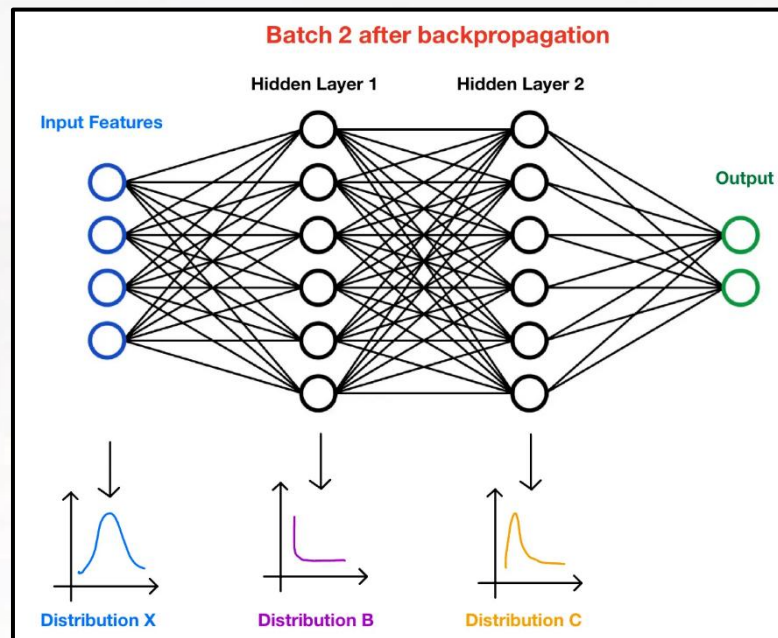 Batch 2 after backpropagation
Hidden Layer 1
Hidden Layer 2
Input Features
Output
Distribution X
Distribution B
Distribution C